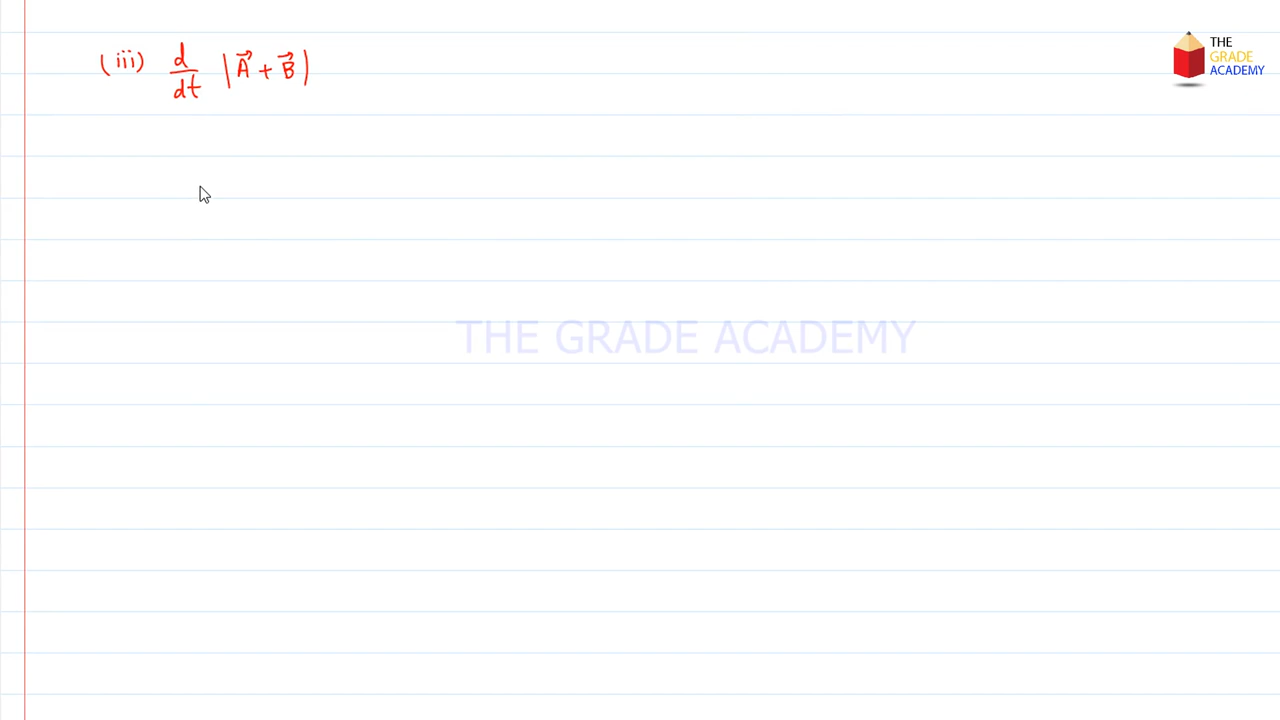 (iii) d/dt |A⃗ + B⃗|
THE
GRADE
ACADEMY
THE GRADE ACADEMY